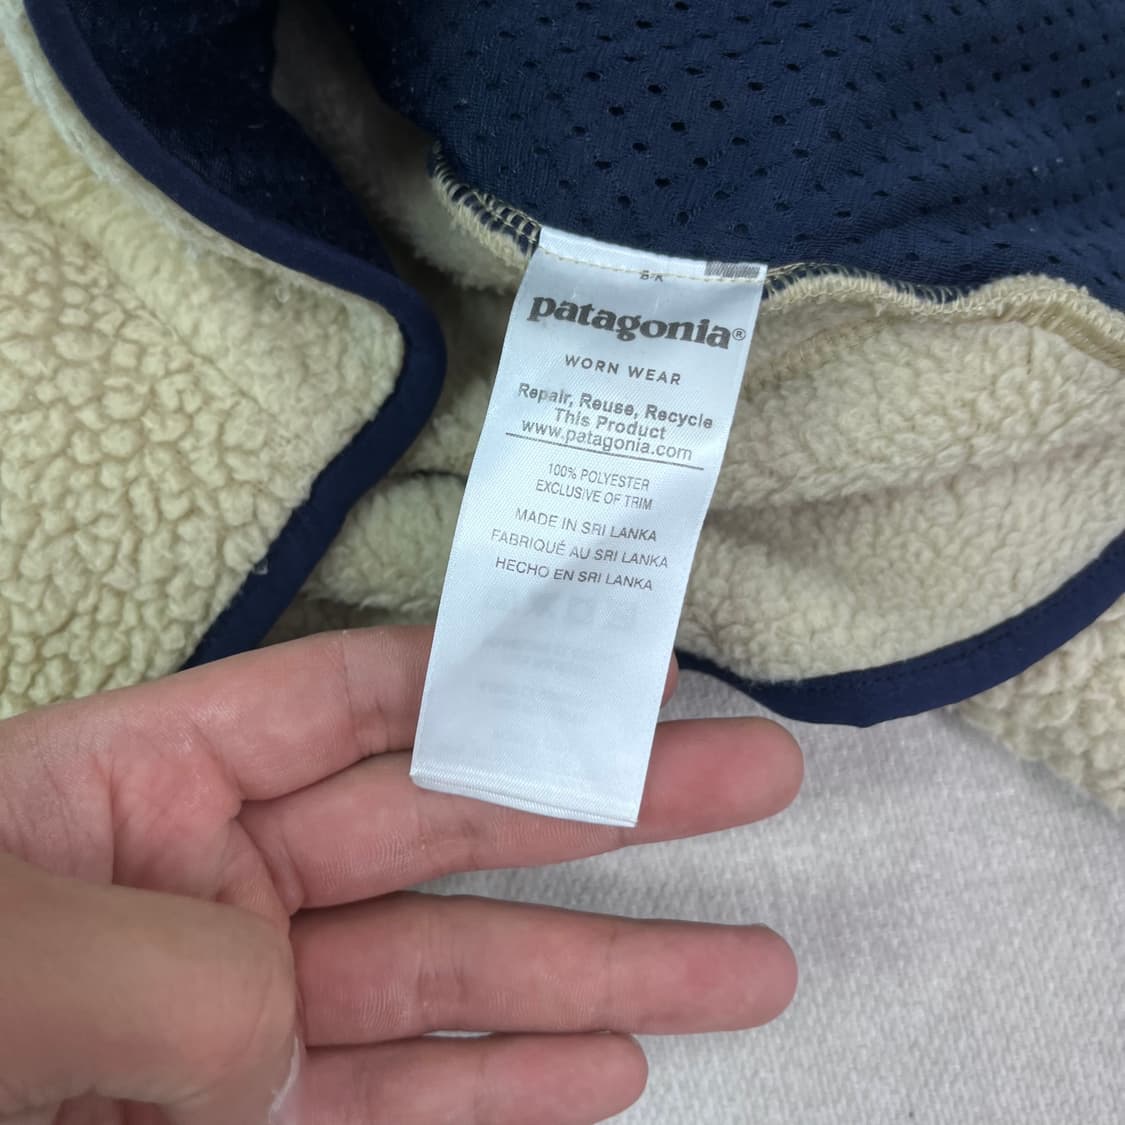 patagonia®
WORN WEAR
Repair, Reuse, Recycle
This Product
www.patagonia.com
100% POLYESTER
EXCLUSIVE OF TRIM
MADE IN SRI LANKA
FABRIQUÉ AU SRI LANKA
HECHO EN SRI LANKA